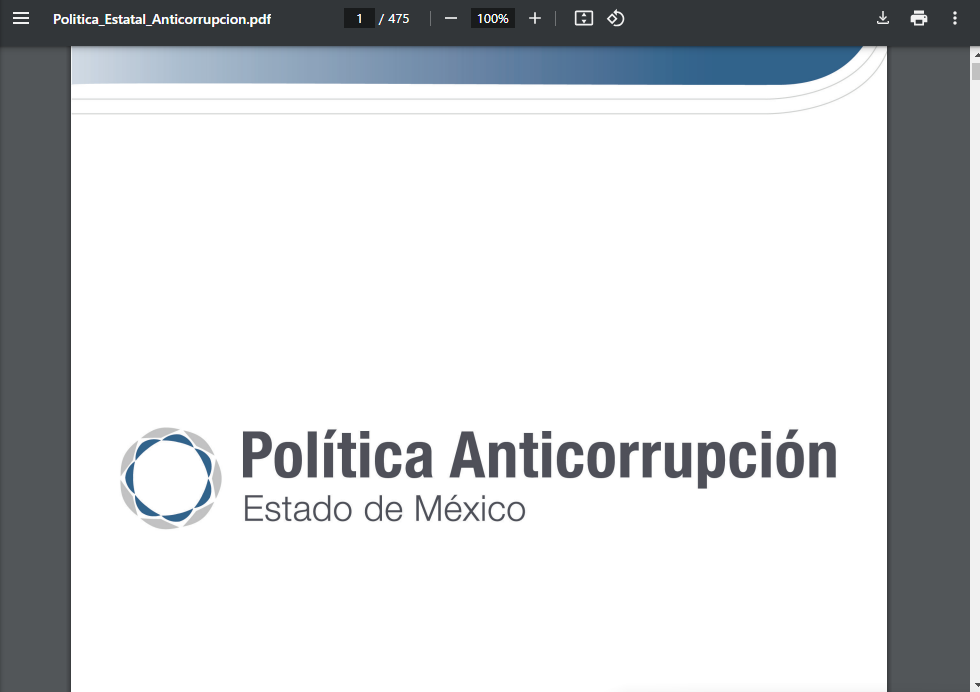 Politica_Estatal_Anticorrupcion.pdf 1 / 475 100%
Política Anticorrupción
Estado de México